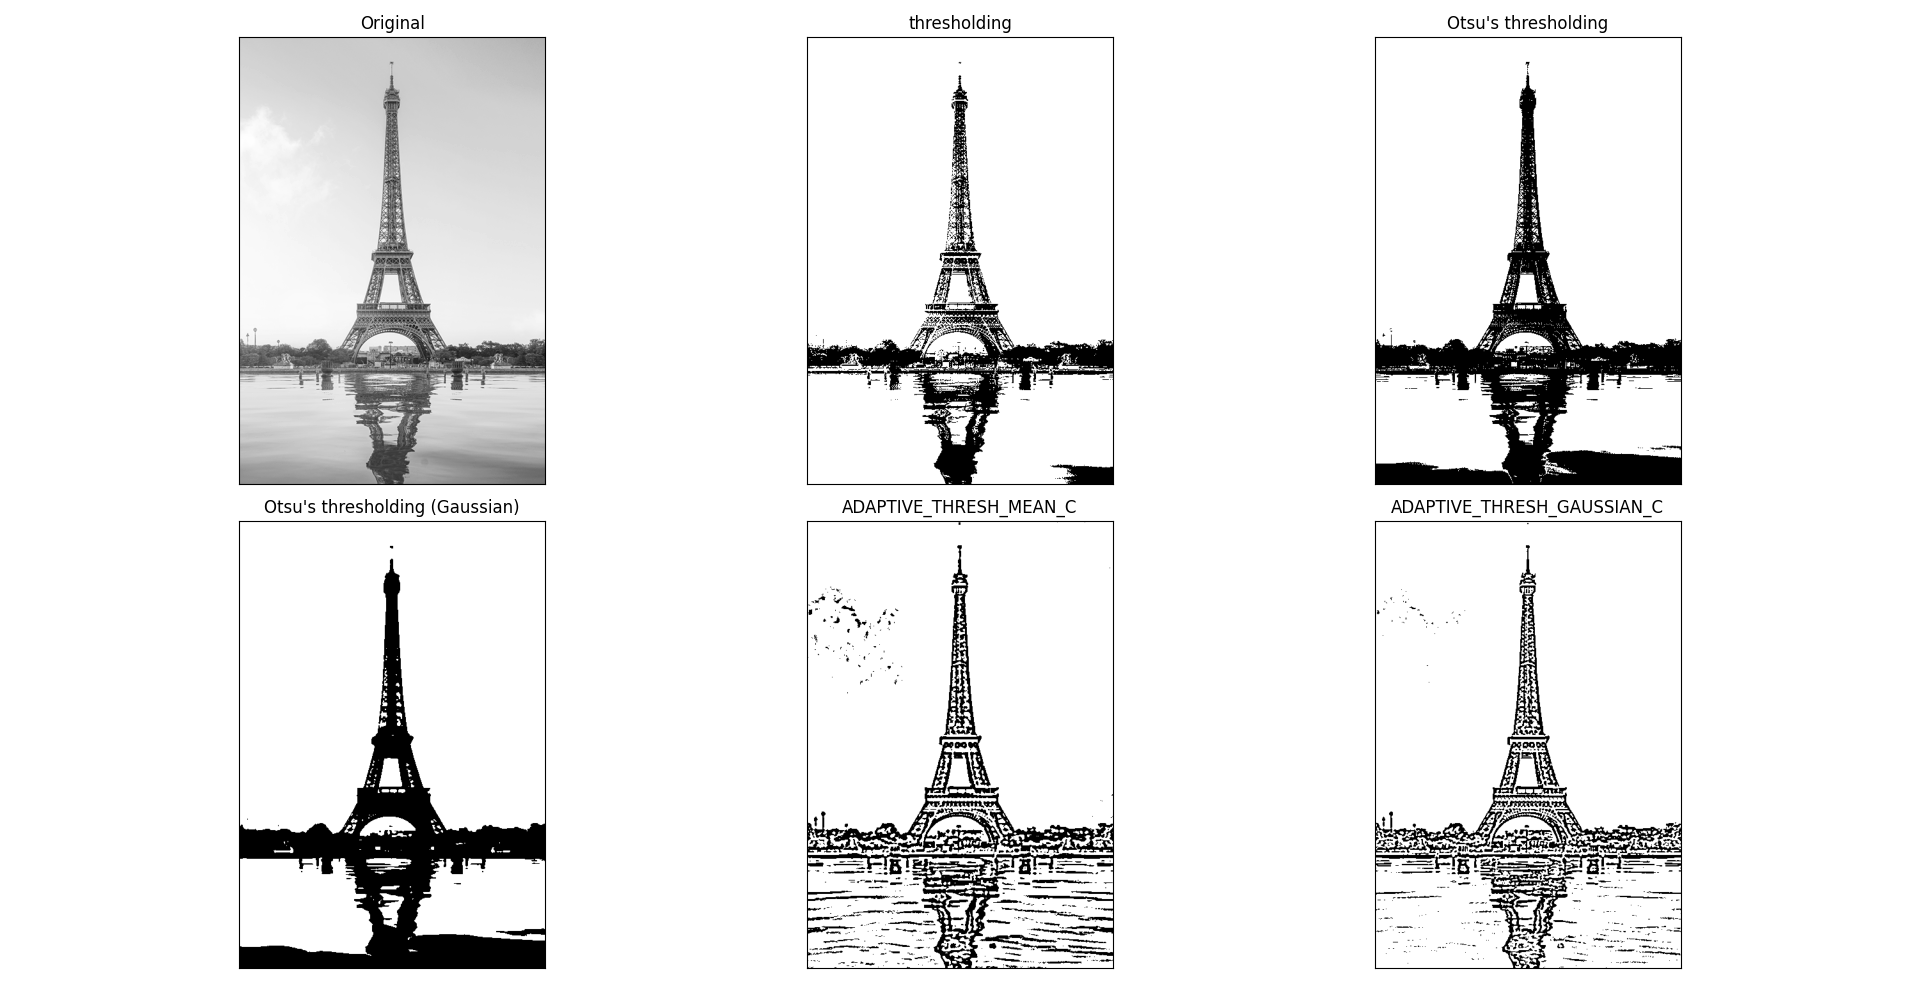 Original
thresholding
Otsu's thresholding
Otsu's thresholding (Gaussian)
ADAPTIVE_THRESH_MEAN_C
ADAPTIVE_THRESH_GAUSSIAN_C